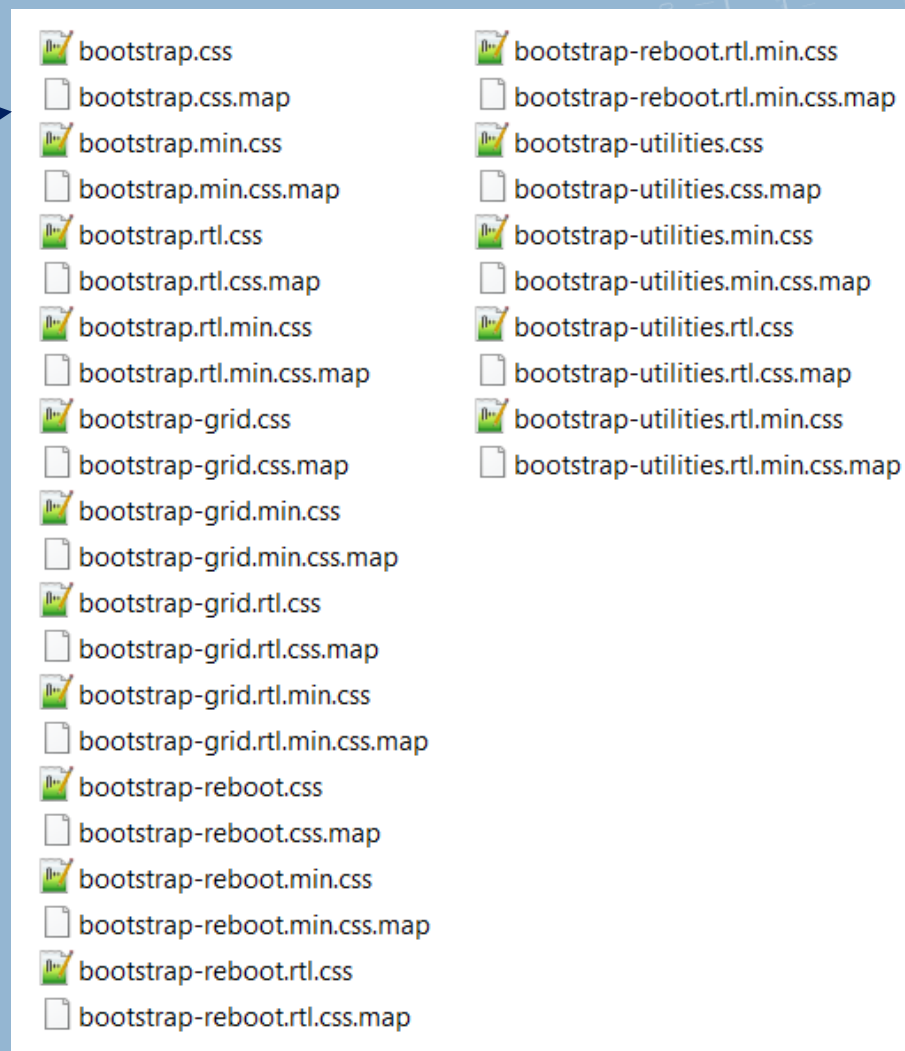 bootstrap.css
bootstrap.css.map
bootstrap.min.css
bootstrap.min.css.map
bootstrap.rtl.css
bootstrap.rtl.css.map
bootstrap.rtl.min.css
bootstrap.rtl.min.css.map
bootstrap-grid.css
bootstrap-grid.css.map
bootstrap-grid.min.css
bootstrap-grid.min.css.map
bootstrap-grid.rtl.css
bootstrap-grid.rtl.css.map
bootstrap-grid.rtl.min.css
bootstrap-grid.rtl.min.css.map
bootstrap-reboot.css
bootstrap-reboot.css.map
bootstrap-reboot.min.css
bootstrap-reboot.min.css.map
bootstrap-reboot.rtl.css
bootstrap-reboot.rtl.css.map
bootstrap-reboot.rtl.min.css
bootstrap-reboot.rtl.min.css.map
bootstrap-utilities.css
bootstrap-utilities.css.map
bootstrap-utilities.min.css
bootstrap-utilities.min.css.map
bootstrap-utilities.rtl.css
bootstrap-utilities.rtl.css.map
bootstrap-utilities.rtl.min.css
bootstrap-utilities.rtl.min.css.map